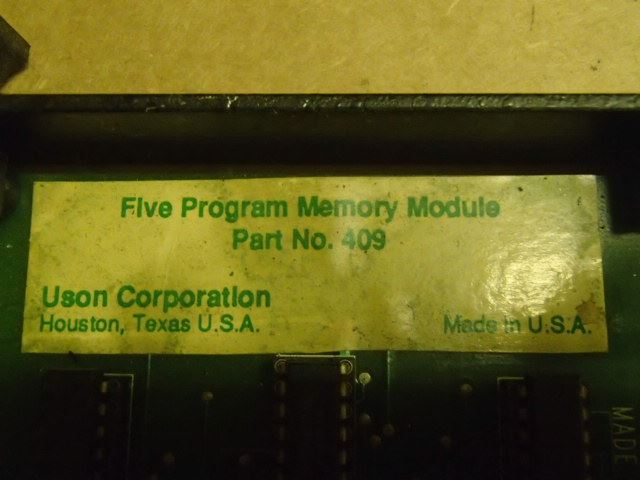 Five Program Memory Module
Part No. 409
Uson Corporation
Houston, Texas U.S.A.
Made in U.S.A.
MADE